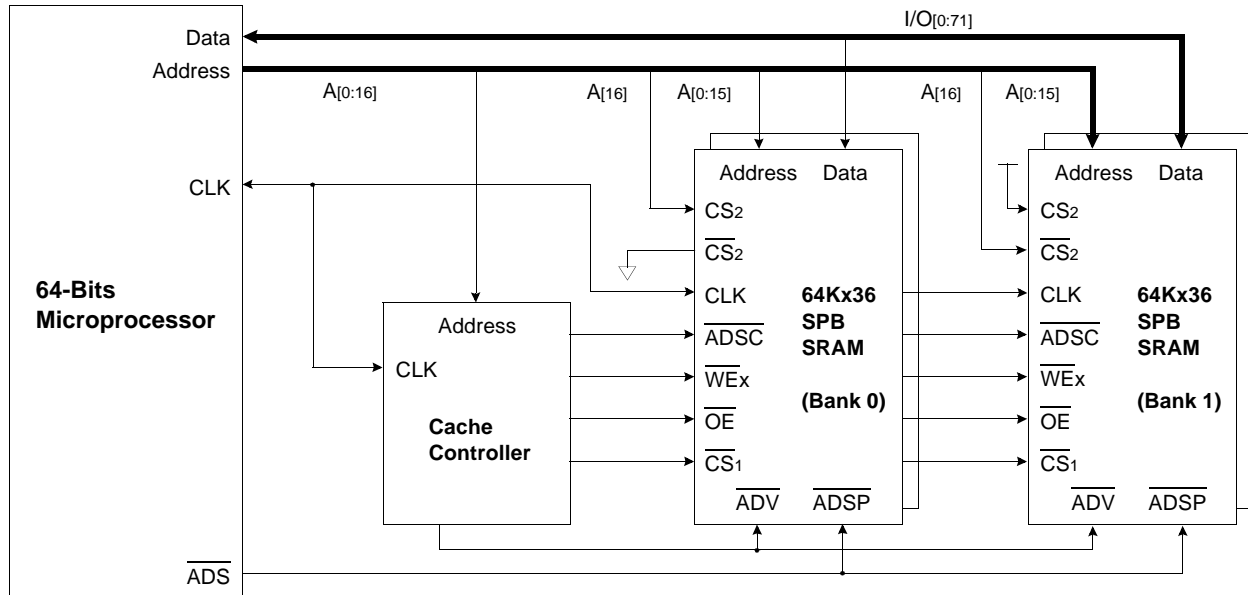 I/O[0:71]
Data
Address
A[0:16]
A[16]
A[0:15]
A[16]
A[0:15]
CLK
64-Bits
Microprocessor
ADS
Address
CLK
Cache
Controller
Address Data
CS2
CS2
CLK
ADSC
WEx
OE
CS1
ADV ADSP
64Kx36
SPB
SRAM
(Bank 0)
Address Data
CS2
CS2
CLK
ADSC
WEx
OE
CS1
ADV ADSP
64Kx36
SPB
SRAM
(Bank 1)